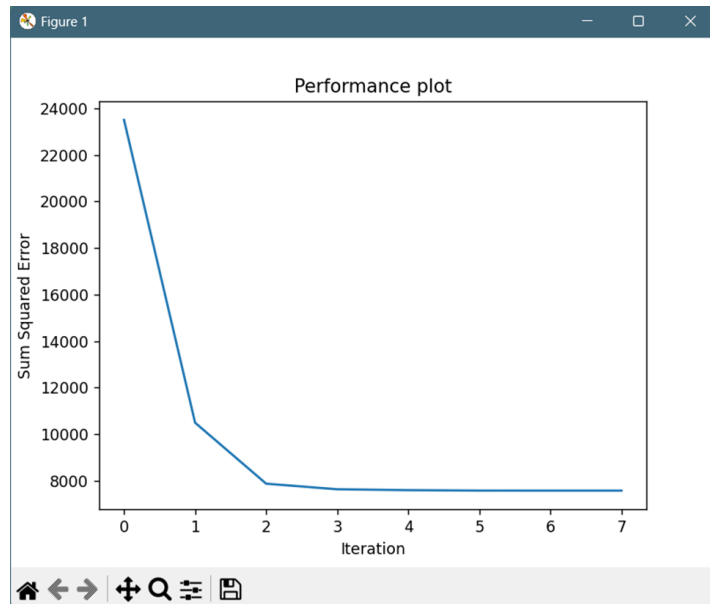 Figure 1
Performance plot
24000
22000
20000
18000
16000
14000
12000
10000
8000
Sum Squared Error
0 1 2 3 4 5 6 7
Iteration